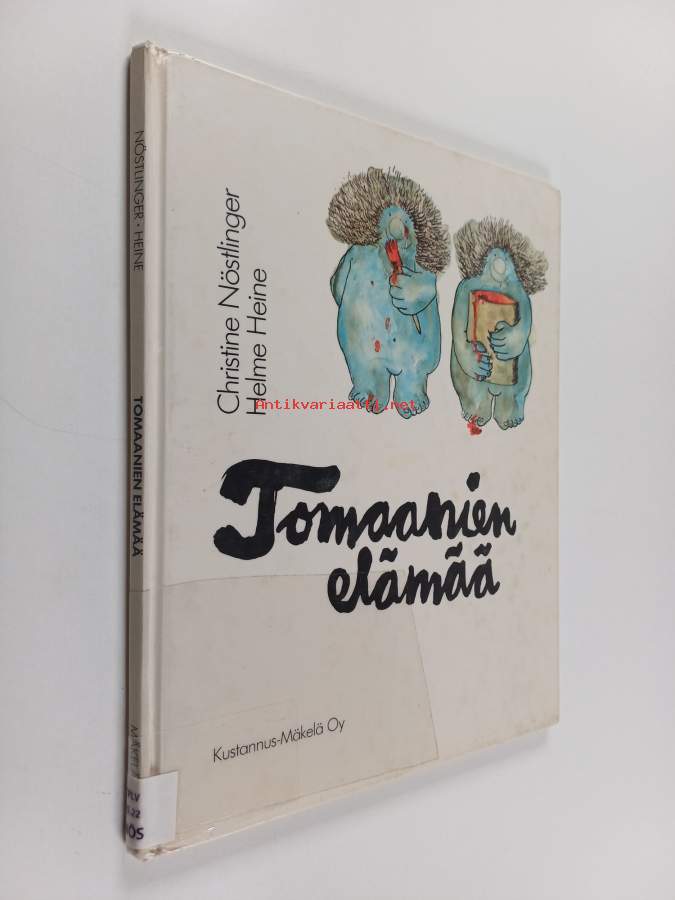 Christine Nöstlinger
Helme Heine
Antikvariaatti.net
Tomaanien
elämää
Kustannus-Mäkelä Oy
NÖSTLINGER · HEINE
TOMAANIEN ELÄMÄÄ